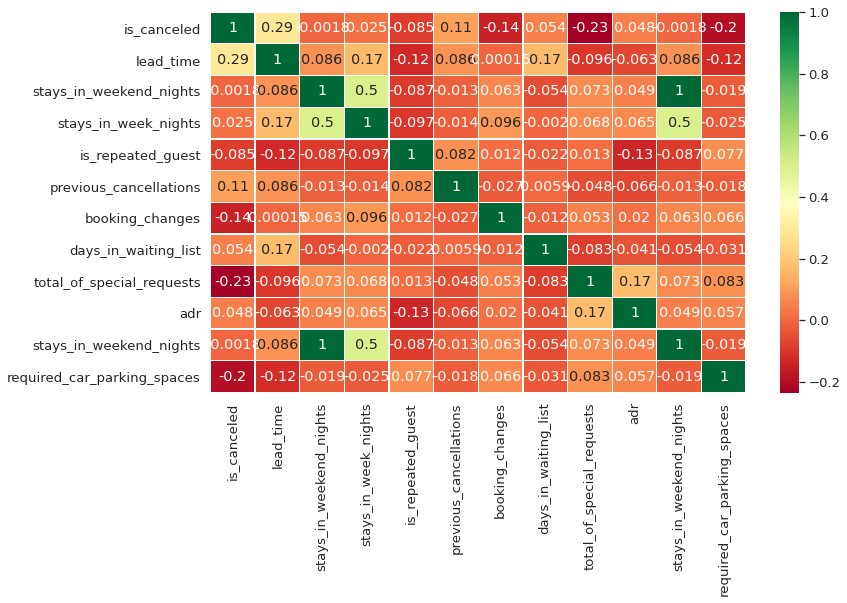 is_canceled 1 0.29 -0.0018 0.025 -0.085 0.11 -0.14 0.054 -0.23 0.048 -0.0018 -0.2
lead_time 0.29 1 0.086 0.17 -0.12 0.086 0.00015 0.17 -0.096 -0.063 0.086 -0.12
stays_in_weekend_nights -0.0018 0.086 1 0.5 -0.087 -0.013 0.063 -0.054 0.073 0.049 1 -0.019
stays_in_week_nights 0.025 0.17 0.5 1 -0.097 -0.014 0.096 -0.002 0.068 0.065 0.5 -0.025
is_repeated_guest -0.085 -0.12 -0.087 -0.097 1 0.082 0.012 -0.022 0.013 -0.13 -0.087 0.077
previous_cancellations 0.11 0.086 -0.013 -0.014 0.082 1 -0.027 0.0059 -0.048 -0.066 -0.013 -0.018
booking_changes -0.14 0.00015 0.063 0.096 0.012 -0.027 1 -0.012 0.053 0.02 0.063 0.066
days_in_waiting_list 0.054 0.17 -0.054 -0.002 -0.022 0.0059 -0.012 1 -0.083 -0.041 -0.054 -0.031
total_of_special_requests -0.23 -0.096 0.073 0.068 0.013 -0.048 0.053 -0.083 1 0.17 0.073 0.083
adr 0.048 -0.063 0.049 0.065 -0.13 -0.066 0.02 -0.041 0.17 1 0.049 0.057
stays_in_weekend_nights -0.0018 0.086 1 0.5 -0.087 -0.013 0.063 -0.054 0.073 0.049 1 -0.019
required_car_parking_spaces -0.2 -0.12 -0.019 -0.025 0.077 -0.018 0.066 -0.031 0.083 0.057 -0.019 1
is_canceled
lead_time
stays_in_weekend_nights
stays_in_week_nights
is_repeated_guest
previous_cancellations
booking_changes
days_in_waiting_list
total_of_special_requests
adr
stays_in_weekend_nights
required_car_parking_spaces
1.0
0.8
0.6
0.4
0.2
0.0
−0.2